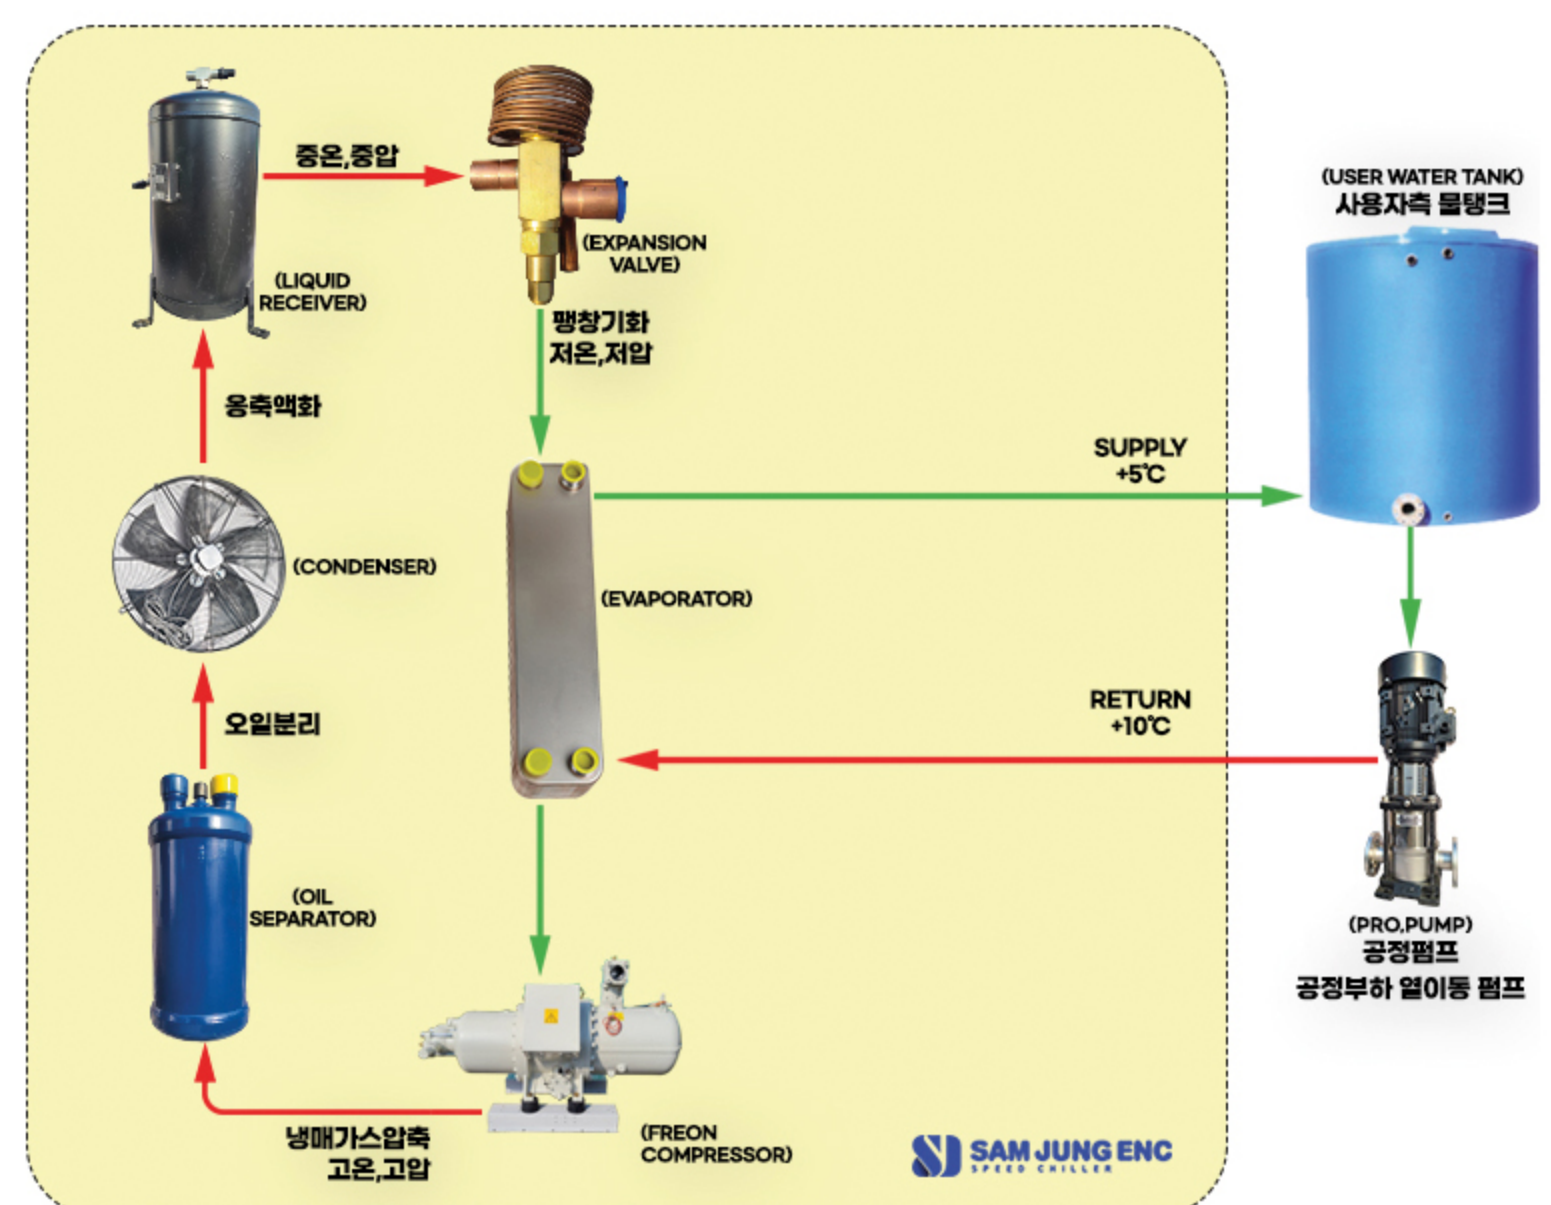 중온,중압
(EXPANSION
VALVE)
(LIQUID
RECEIVER)
팽창기화
저온,저압
응축액화
(CONDENSER)
(EVAPORATOR)
오일분리
(OIL
SEPARATOR)
냉매가스압축
고온,고압
(FREON
COMPRESSOR)
SUPPLY
+5℃
RETURN
+10℃
(USER WATER TANK)
사용자측 물탱크
(PRO,PUMP)
공정펌프
공정부하 열이동 펌프
SAM JUNG ENC
SPEED CHILLER